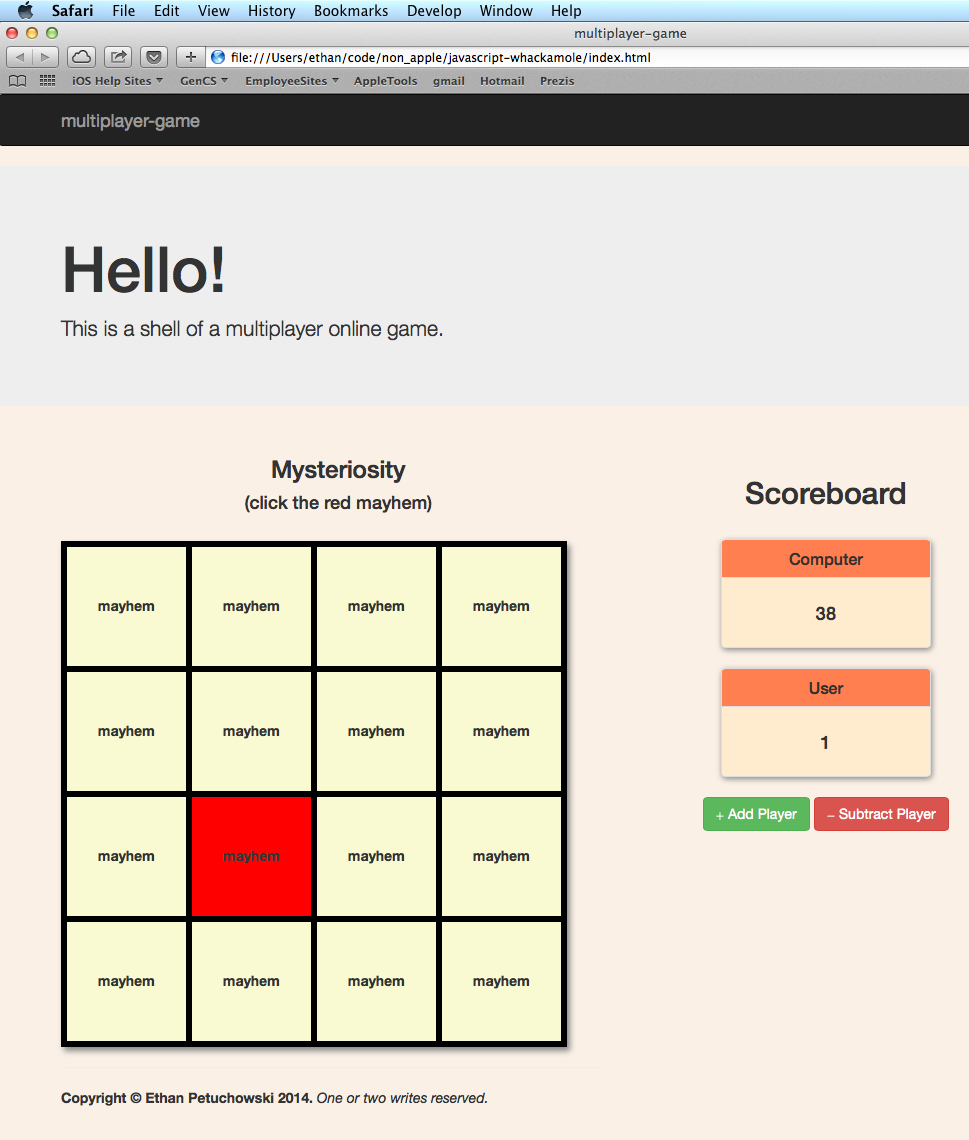 Safari File Edit View History Bookmarks Develop Window Help
multiplayer-game
file:///Users/ethan/code/non_apple/javascript-whackamole/index.html
iOS Help Sites GenCS EmployeeSites AppleTools gmail Hotmail Prezis
multiplayer-game
Hello!
This is a shell of a multiplayer online game.
Mysteriosity
(click the red mayhem)
mayhem mayhem mayhem mayhem
mayhem mayhem mayhem mayhem
mayhem mayhem mayhem mayhem
mayhem mayhem mayhem mayhem
Scoreboard
Computer
38
User
1
+ Add Player – Subtract Player
Copyright © Ethan Petuchowski 2014. One or two writes reserved.